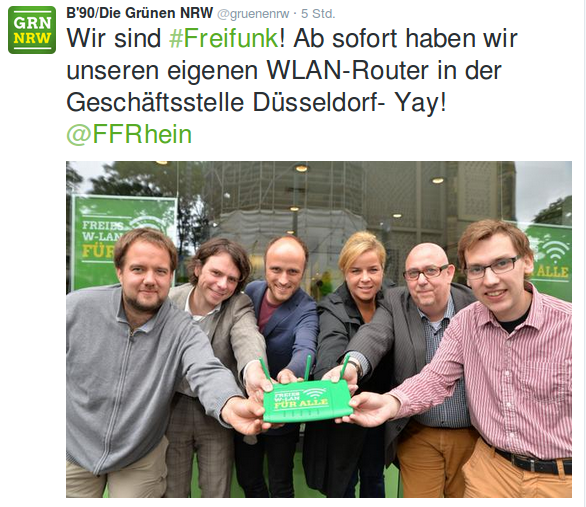 GRN
NRW
B'90/Die Grünen NRW @gruenenrw · 5 Std.
Wir sind #Freifunk! Ab sofort haben wir
unseren eigenen WLAN-Router in der
Geschäftsstelle Düsseldorf- Yay!
@FFRhein
FREIES
W-LAN
FÜR ALLE
ALLE
FREIES
W-LAN
FÜR ALLE